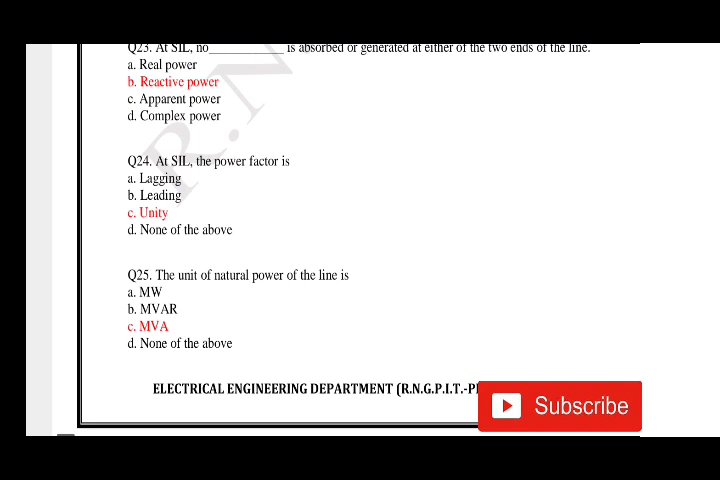 Q23. At SIL, no_____________ is absorbed or generated at either of the two ends of the line.
a. Real power
b. Reactive power
c. Apparent power
d. Complex power
Q24. At SIL, the power factor is
a. Lagging
b. Leading
c. Unity
d. None of the above
Q25. The unit of natural power of the line is
a. MW
b. MVAR
c. MVA
d. None of the above
ELECTRICAL ENGINEERING DEPARTMENT (R.N.G.P.I.T.-P
Subscribe
R.N